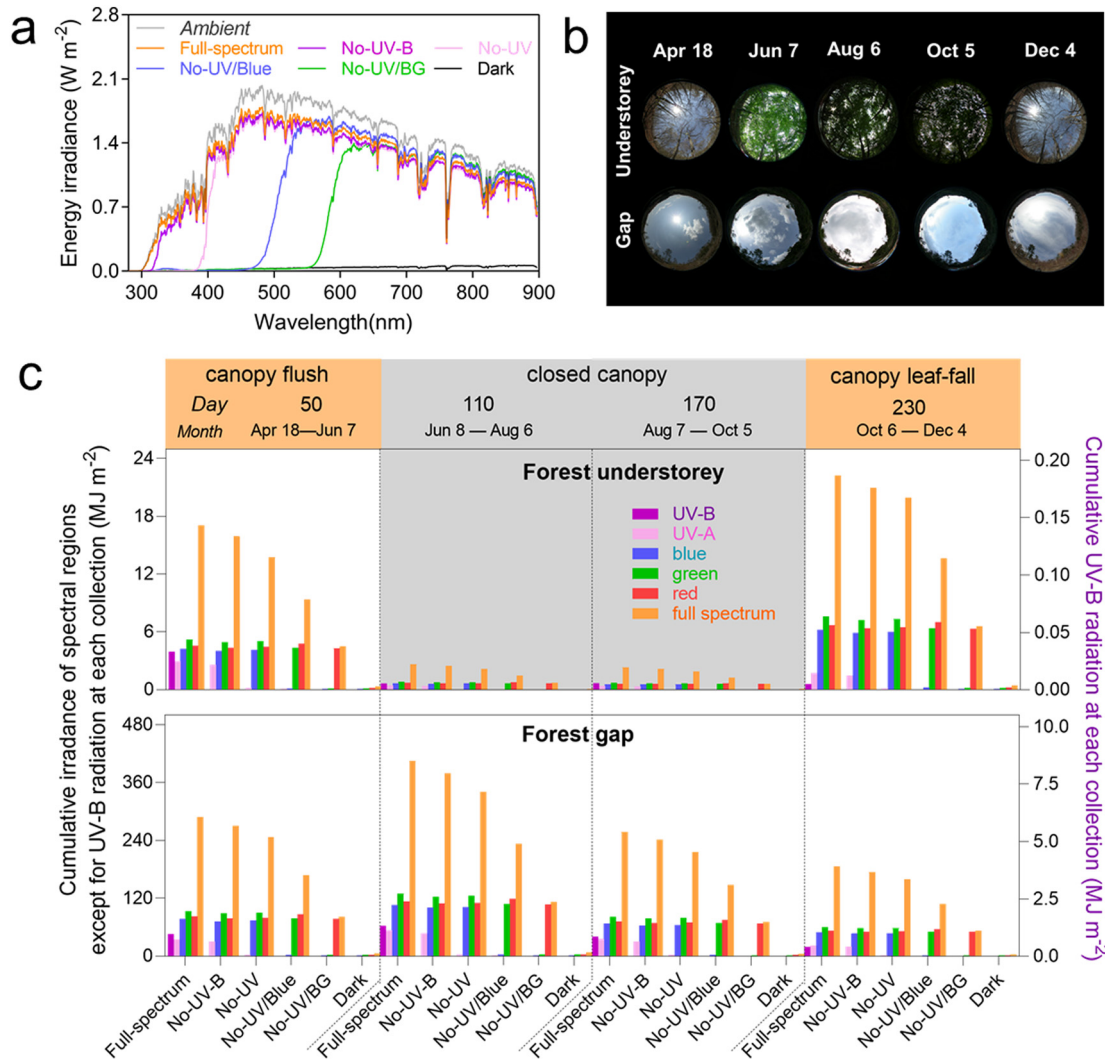 a
2.8
2.1
1.4
0.7
0.0
Energy irradiance (W m-2)
Ambient
Full-spectrum No-UV-B No-UV
No-UV/Blue No-UV/BG Dark
300 400 500 600 700 800 900
Wavelength(nm)
b
Apr 18 Jun 7 Aug 6 Oct 5 Dec 4
Understorey
Gap
c
canopy flush closed canopy canopy leaf-fall
Day 50 110 170 230
Month Apr 18—Jun 7 Jun 8 — Aug 6 Aug 7 — Oct 5 Oct 6 — Dec 4
Cumulative irradance of spectral regions
except for UV-B radiation at each collection (MJ m-2)
24
18
12
6
0
Forest understorey
UV-B
UV-A
blue
green
red
full spectrum
0.20
0.15
0.10
0.05
0.00
Cumulative UV-B radiation at each collection (MJ m-2)
480
360
240
120
0
Forest gap
10.0
7.5
5.0
2.5
0.0
Full-spectrum No-UV-B No-UV No-UV/Blue No-UV/BG Dark Full-spectrum No-UV-B No-UV No-UV/Blue No-UV/BG Dark Full-spectrum No-UV-B No-UV No-UV/Blue No-UV/BG Dark Full-spectrum No-UV-B No-UV No-UV/Blue No-UV/BG Dark